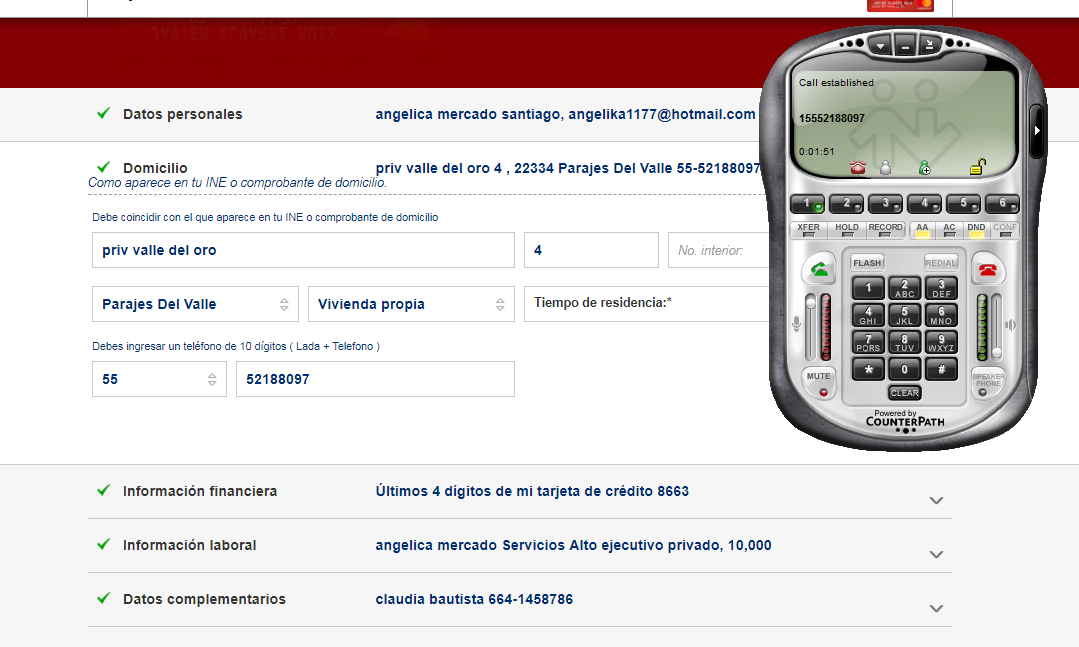 Datos personales angelica mercado santiago, angelika1177@hotmail.com
Domicilio priv valle del oro 4 , 22334 Parajes Del Valle 55-52188097
Como aparece en tu INE o comprobante de domicilio.
Debe coincidir con el que aparece en tu INE o comprobante de domicilio
priv valle del oro 4 No. interior:
Parajes Del Valle Vivienda propia Tiempo de residencia:*
Debes ingresar un teléfono de 10 dígitos ( Lada + Telefono )
55 52188097
Información financiera Últimos 4 dígitos de mi tarjeta de crédito 8663
Información laboral angelica mercado Servicios Alto ejecutivo privado, 10,000
Datos complementarios claudia bautista 664-1458786
Call established
15552188097
0:01:51
1 2 3 4 5 6
XFER HOLD RECORD AA AC DND CONF
FLASH REDIAL
1 2 ABC 3 DEF
4 GHI 5 JKL 6 MNO
7 PQRS 8 TUV 9 WXYZ
* 0 #
MUTE CLEAR SPEAKER PHONE
Powered by
COUNTERPATH